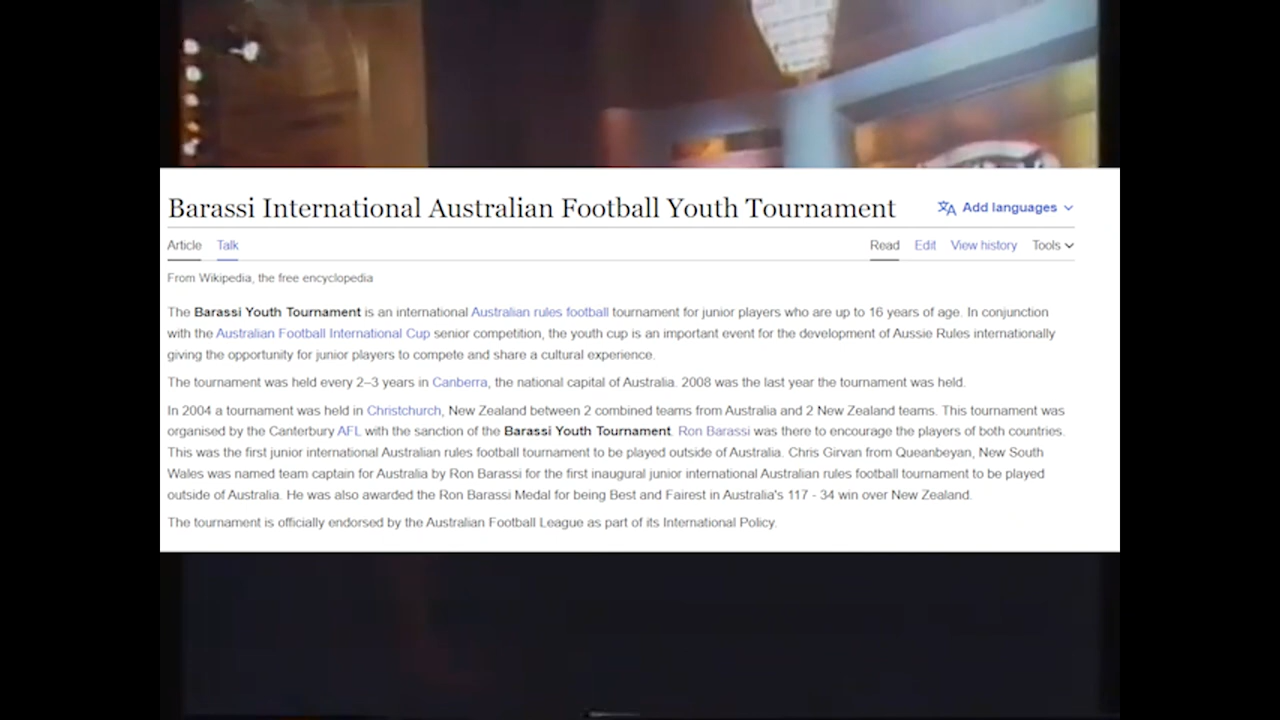 Barassi International Australian Football Youth Tournament
Add languages
Article Talk Read Edit View history Tools
From Wikipedia, the free encyclopedia
The Barassi Youth Tournament is an international Australian rules football tournament for junior players who are up to 16 years of age. In conjunction
with the Australian Football International Cup senior competition, the youth cup is an important event for the development of Aussie Rules internationally
giving the opportunity for junior players to compete and share a cultural experience.
The tournament was held every 2–3 years in Canberra, the national capital of Australia. 2008 was the last year the tournament was held.
In 2004 a tournament was held in Christchurch, New Zealand between 2 combined teams from Australia and 2 New Zealand teams. This tournament was
organised by the Canterbury AFL with the sanction of the Barassi Youth Tournament. Ron Barassi was there to encourage the players of both countries.
This was the first junior international Australian rules football tournament to be played outside of Australia. Chris Girvan from Queanbeyan, New South
Wales was named team captain for Australia by Ron Barassi for the first inaugural junior international Australian rules football tournament to be played
outside of Australia. He was also awarded the Ron Barassi Medal for being Best and Fairest in Australia's 117 - 34 win over New Zealand.
The tournament is officially endorsed by the Australian Football League as part of its International Policy.